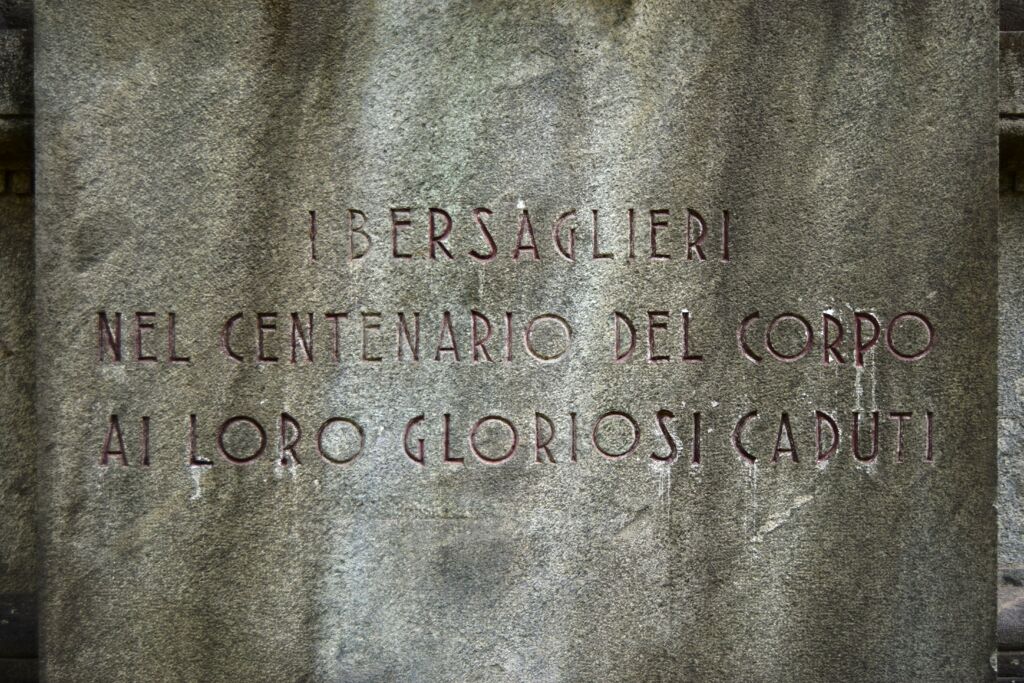 I BERSAGLIERI
NEL CENTENARIO DEL CORPO
AI LORO GLORIOSI CADUTI